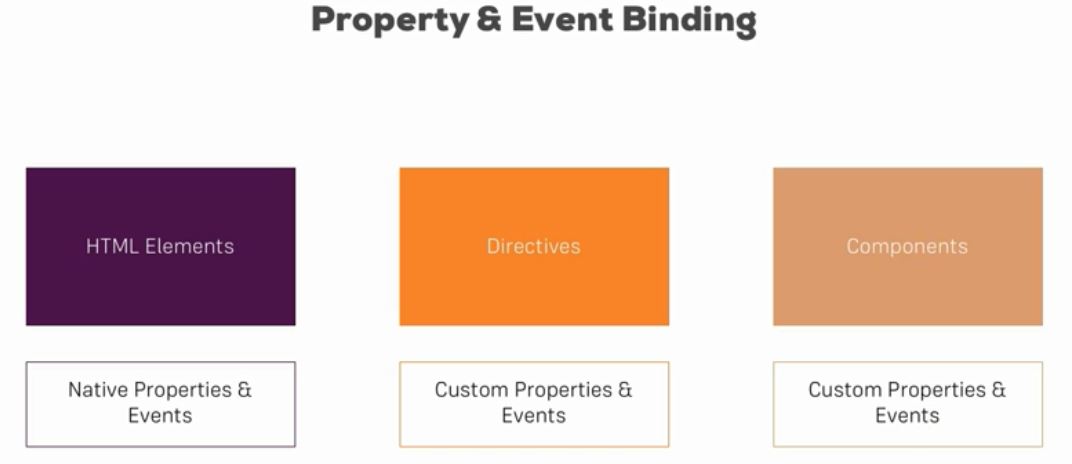 Property & Event Binding
HTML Elements
Directives
Components
Native Properties &
Events
Custom Properties &
Events
Custom Properties &
Events